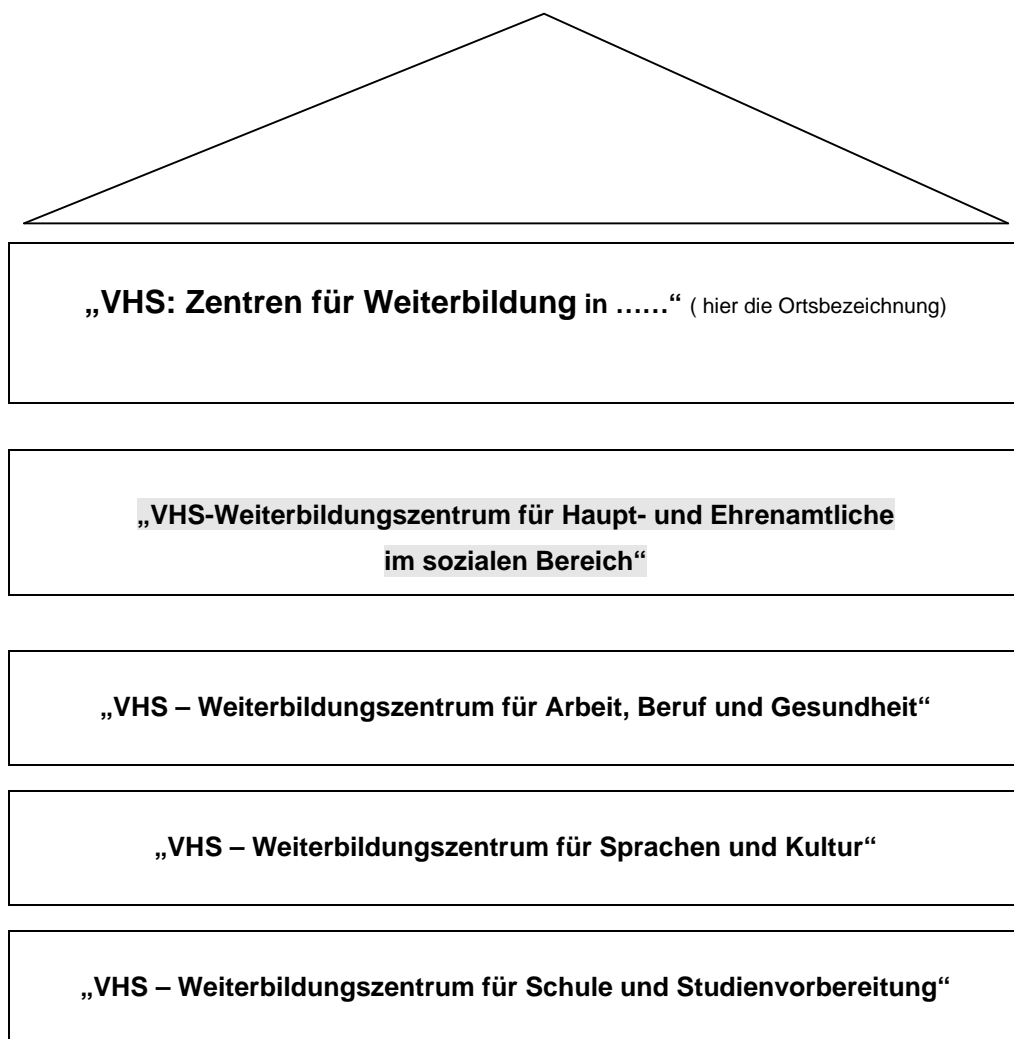 „VHS: Zentren für Weiterbildung in ……“ ( hier die Ortsbezeichnung)
„VHS-Weiterbildungszentrum für Haupt- und Ehrenamtliche
im sozialen Bereich“
„VHS – Weiterbildungszentrum für Arbeit, Beruf und Gesundheit“
„VHS – Weiterbildungszentrum für Sprachen und Kultur“
„VHS – Weiterbildungszentrum für Schule und Studienvorbereitung“